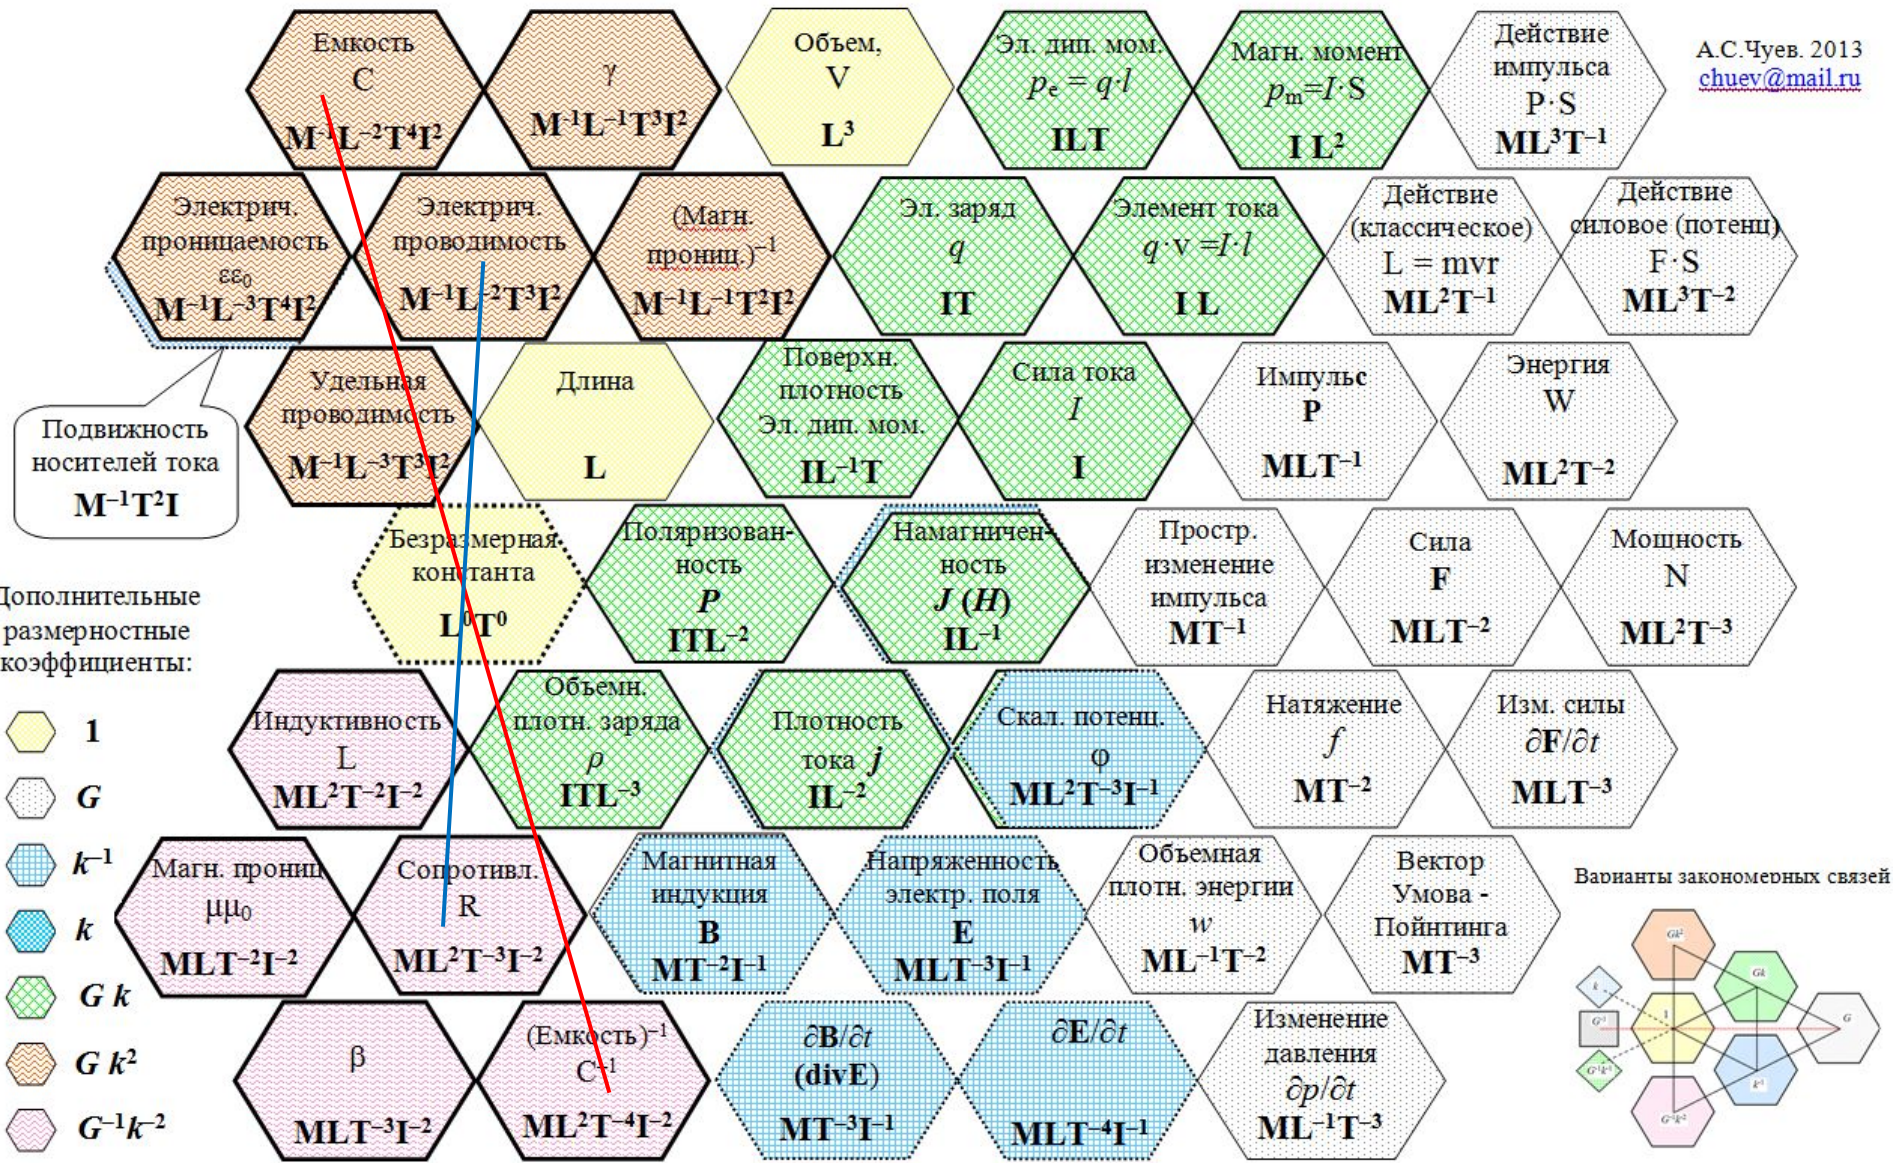 Емкость
C
M⁻¹L⁻²T⁴I²
γ
M⁻¹L⁻¹T³I²
Объем,
V
L³
Эл. дип. мом.
pₑ = q·l
ILT
Магн. момент
pₘ=I·S
I L²
Действие
импульса
P·S
ML³T⁻¹
А.С.Чуев. 2013
chuev@mail.ru
Электрич.
проницаемость
εε₀
M⁻¹L⁻³T⁴I²
Электрич.
проводимость
M⁻¹L⁻²T³I²
(Магн.
прониц.)⁻¹
M⁻¹L⁻¹T²I²
Эл. заряд
q
IT
Элемент тока
q·v =I·l
I L
Действие
(классическое)
L = mvr
ML²T⁻¹
Действие
силовое (потенц)
F·S
ML³T⁻²
Подвижность
носителей тока
M⁻¹T²I
Удельная
проводимость
M⁻¹L⁻³T³I²
Длина
L
Поверхн.
плотность
Эл. дип. мом.
IL⁻¹T
Сила тока
I
I
Импульс
P
MLT⁻¹
Энергия
W
ML²T⁻²
Безразмерная
константа
L⁰T⁰
Поляризован-
ность
P
ITL⁻²
Намагничен-
ность
J (H)
IL⁻¹
Простр.
изменение
импульса
MT⁻¹
Сила
F
MLT⁻²
Мощность
N
ML²T⁻³
Дополнительные
размерностные
коэффициенты:
1
G
k⁻¹
k
G k
G k²
G⁻¹k⁻²
Индуктивность
L
ML²T⁻²I⁻²
Объемн.
плотн. заряда
ρ
ITL⁻³
Плотность
тока j
IL⁻²
Скал. потенц.
φ
ML²T⁻³I⁻¹
Натяжение
f
MT⁻²
Изм. силы
∂F/∂t
MLT⁻³
Магн. прониц
μμ₀
MLT⁻²I⁻²
Сопротивл.
R
ML²T⁻³I⁻²
Магнитная
индукция
B
MT⁻²I⁻¹
Напряженность
электр. поля
E
MLT⁻³I⁻¹
Объемная
плотн. энергии
w
ML⁻¹T⁻²
Вектор
Умова -
Пойнтинга
MT⁻³
β
MLT⁻³I⁻²
(Емкость)⁻¹
C⁻¹
ML²T⁻⁴I⁻²
∂B/∂t
(divE)
MT⁻³I⁻¹
∂E/∂t
MLT⁻⁴I⁻¹
Изменение
давления
∂p/∂t
ML⁻¹T⁻³
Варианты закономерных связей
Gk²
k
Gk
G⁻¹
1
G
k⁻¹
G⁻¹k⁻²